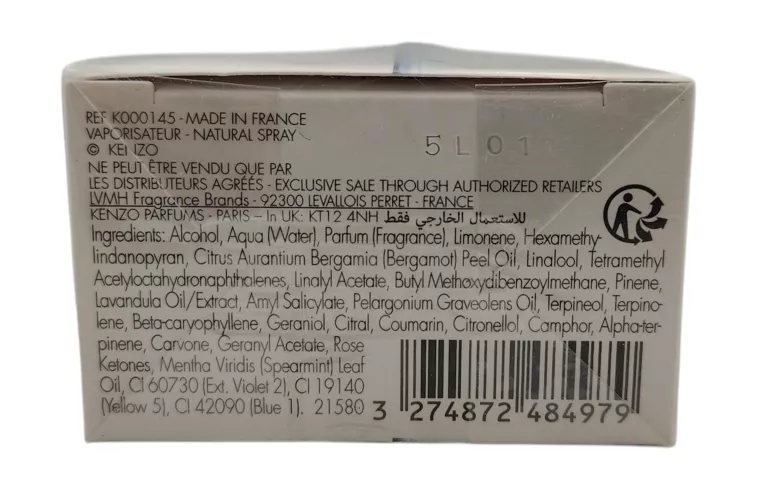 REF K000145 - MADE IN FRANCE
VAPORISATEUR - NATURAL SPRAY
© KENZO
5L01
NE PEUT ÊTRE VENDU QUE PAR
LES DISTRIBUTEURS AGRÉÉS - EXCLUSIVE SALE THROUGH AUTHORIZED RETAILERS
LVMH Fragrance Brands - 92300 LEVALLOIS PERRET - FRANCE
KENZO PARFUMS - PARIS – In UK: KT12 4NH للاستعمال الخارجي فقط
Ingredients: Alcohol, Aqua (Water), Parfum (Fragrance), Limonene, Hexamethy-
lindanopyran, Citrus Aurantium Bergamia (Bergamot) Peel Oil, Linalool, Tetramethyl
Acetyloctahydronaphthalenes, Linalyl Acetate, Butyl Methoxydibenzoylmethane, Pinene,
Lavandula Oil/Extract, Amyl Salicylate, Pelargonium Graveolens Oil, Terpineol, Terpino-
lene, Beta-caryophyllene, Geraniol, Citral, Coumarin, Citronellol, Camphor, Alpha-ter-
pinene, Carvone, Geranyl Acetate, Rose
Ketones, Mentha Viridis (Spearmint) Leaf
Oil, CI 60730 (Ext. Violet 2), CI 19140
(Yellow 5), CI 42090 (Blue 1). 21580
3 274872 484979